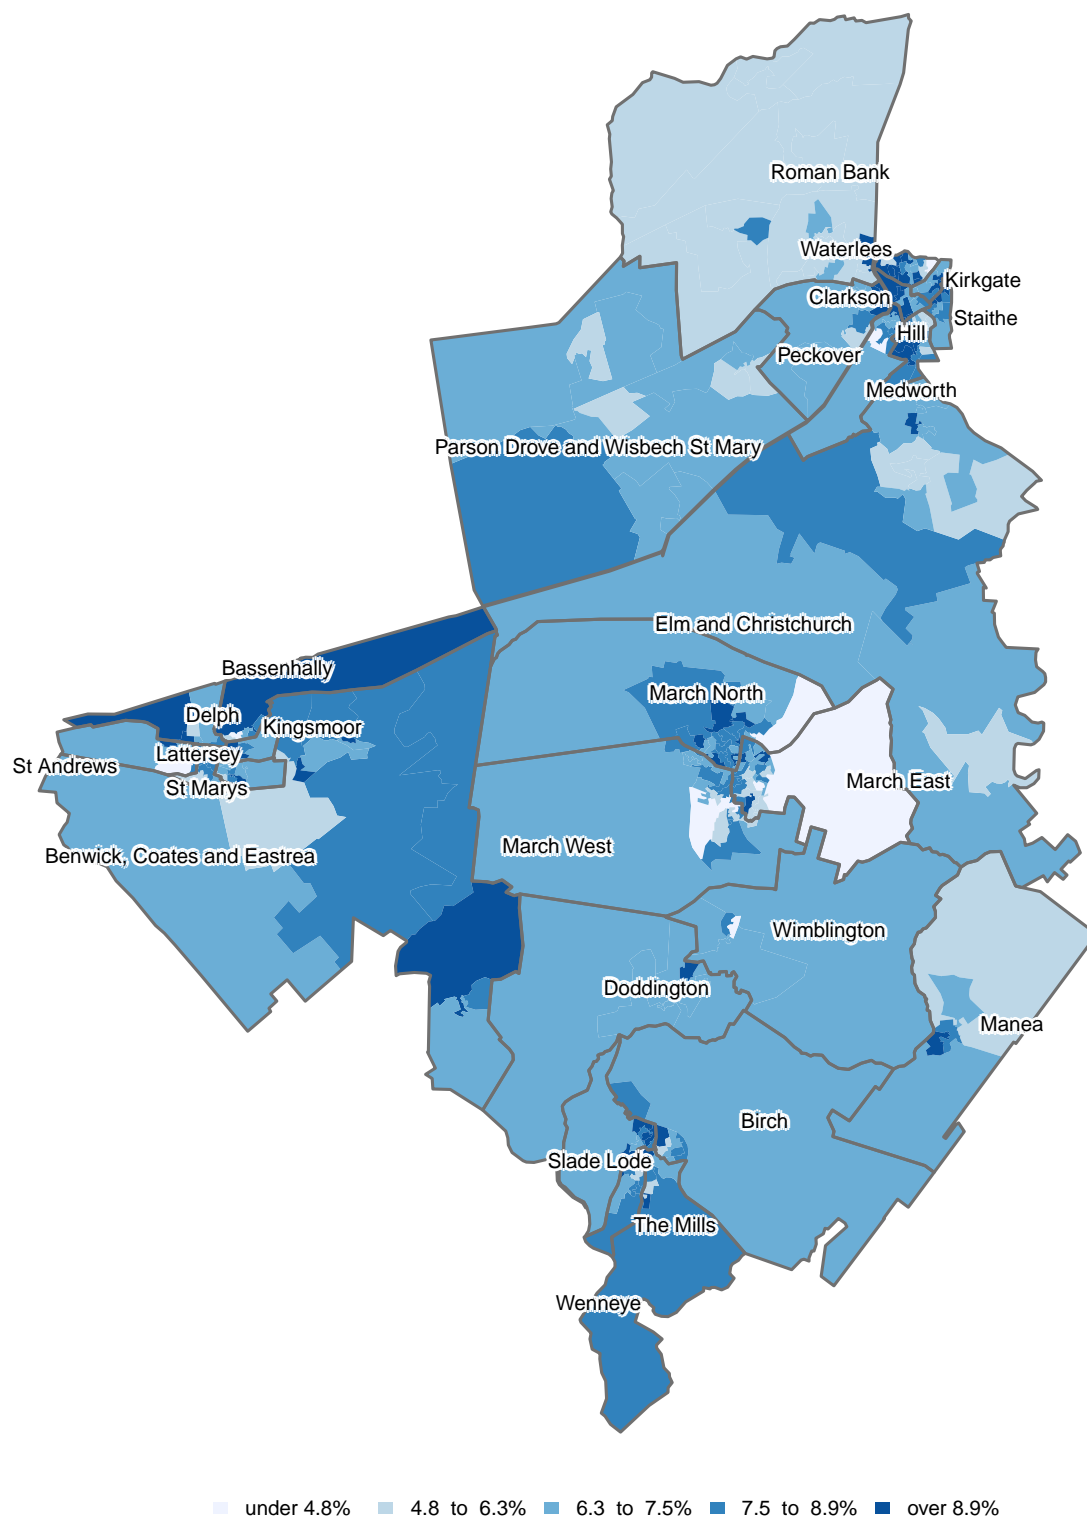 Roman Bank
Waterlees
Kirkgate
Clarkson
Staithe
Hill
Peckover
Medworth
Parson Drove and Wisbech St Mary
Elm and Christchurch
Bassenhally
March North
Delph
Kingsmoor
Lattersey
St Andrews
March East
St Marys
March West
Benwick, Coates and Eastrea
Wimblington
Doddington
Manea
Birch
Slade Lode
The Mills
Wenneye
under 4.8% 4.8 to 6.3% 6.3 to 7.5% 7.5 to 8.9% over 8.9%